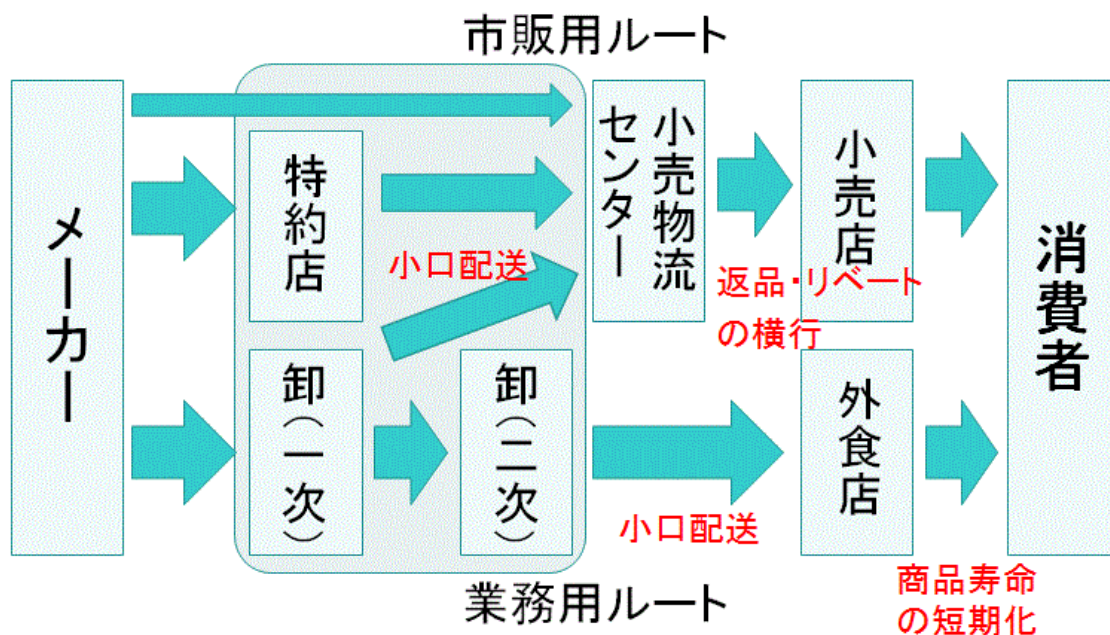 市販用ルート
メーカー
特約店
小売物流
センター
小売店
消費者
小口配送
返品・リベート
の横行
卸(一次)
卸(二次)
外食店
小口配送
商品寿命
の短期化
業務用ルート